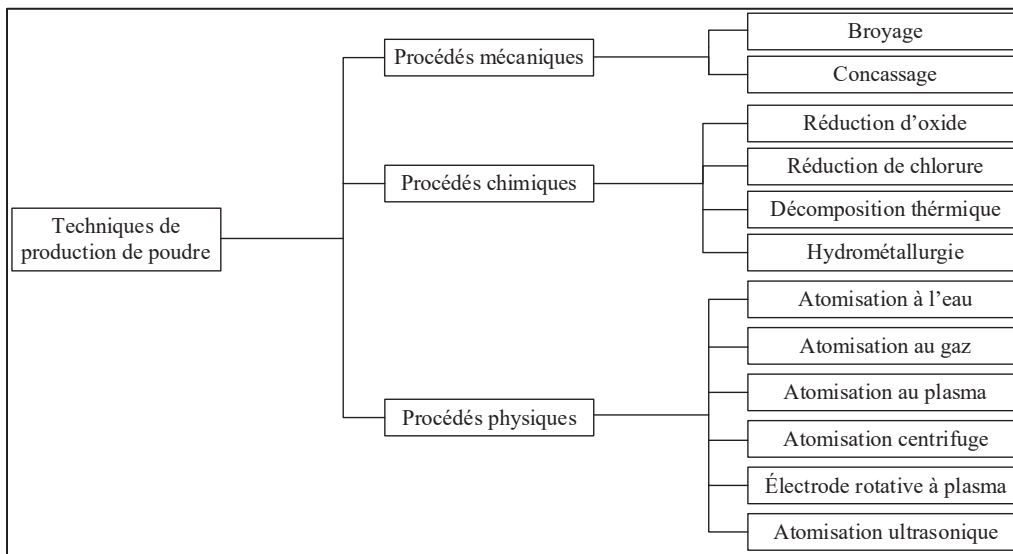 Techniques de
production de poudre
Procédés mécaniques
Broyage
Concassage
Procédés chimiques
Réduction d’oxide
Réduction de chlorure
Décomposition thérmique
Hydrométallurgie
Procédés physiques
Atomisation à l’eau
Atomisation au gaz
Atomisation au plasma
Atomisation centrifuge
Électrode rotative à plasma
Atomisation ultrasonique